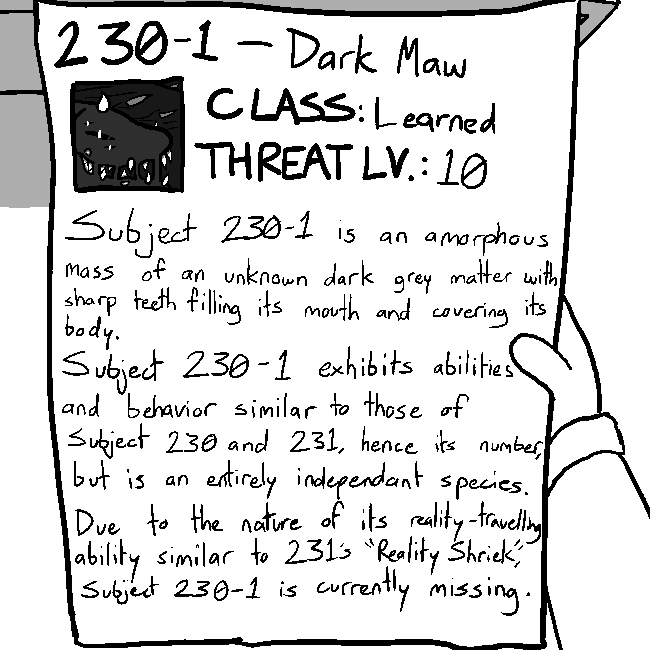 230-1 - Dark Maw
CLASS: Learned
THREAT LV.: 10
Subject 230-1 is an amorphous
mass of an unknown dark grey matter with
sharp teeth filling its mouth and covering its
body.
Subject 230-1 exhibits abilities
and behavior similar to those of
Subject 230 and 231, hence its number,
but is an entirely independant species.
Due to the nature of its reality-travelling
ability similar to 231's "Reality Shriek",
Subject 230-1 is currently missing.